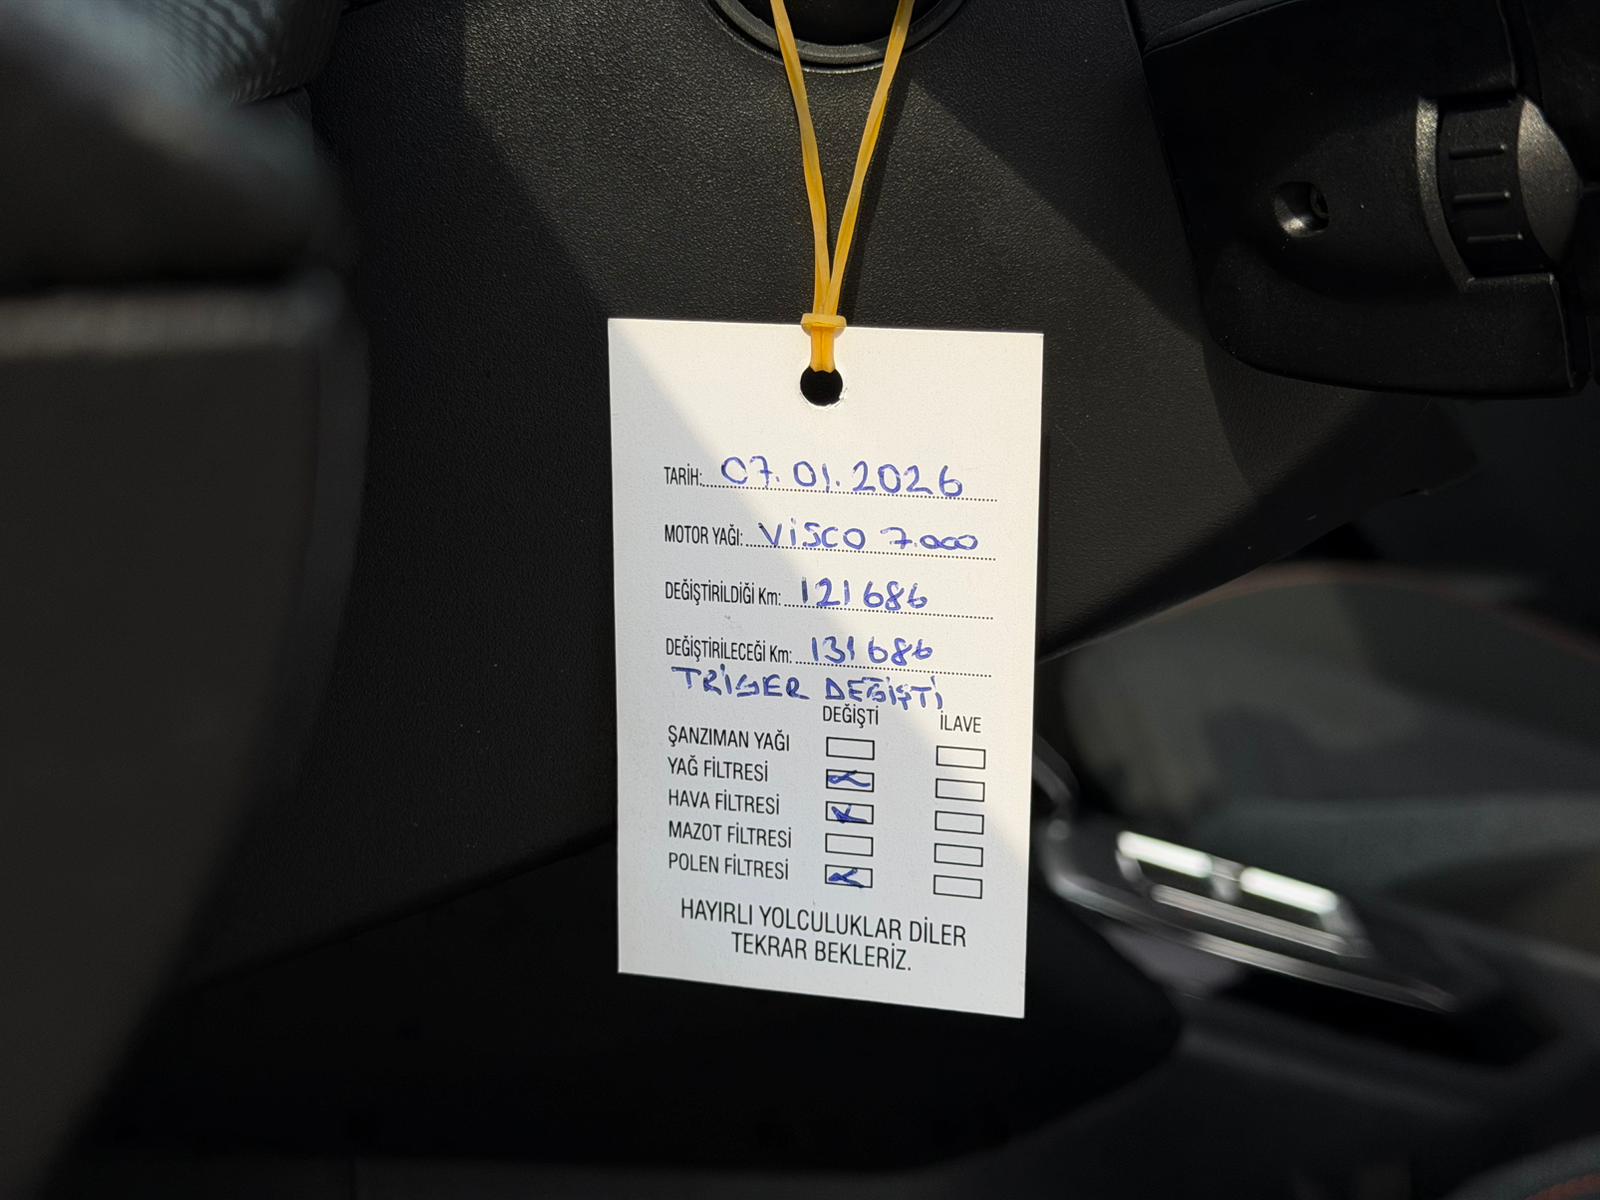 TARİH: 07.01.2026
MOTOR YAĞI: VİSCO 7.000
DEĞİŞTİRİLDİĞİ Km: 121686
DEĞİŞTİRİLECEĞİ Km: 131686
TRİGER DEĞİŞTİ
DEĞİŞTİ İLAVE
ŞANZIMAN YAĞI
YAĞ FİLTRESİ
HAVA FİLTRESİ
MAZOT FİLTRESİ
POLEN FİLTRESİ
HAYIRLI YOLCULUKLAR DİLER
TEKRAR BEKLERİZ.